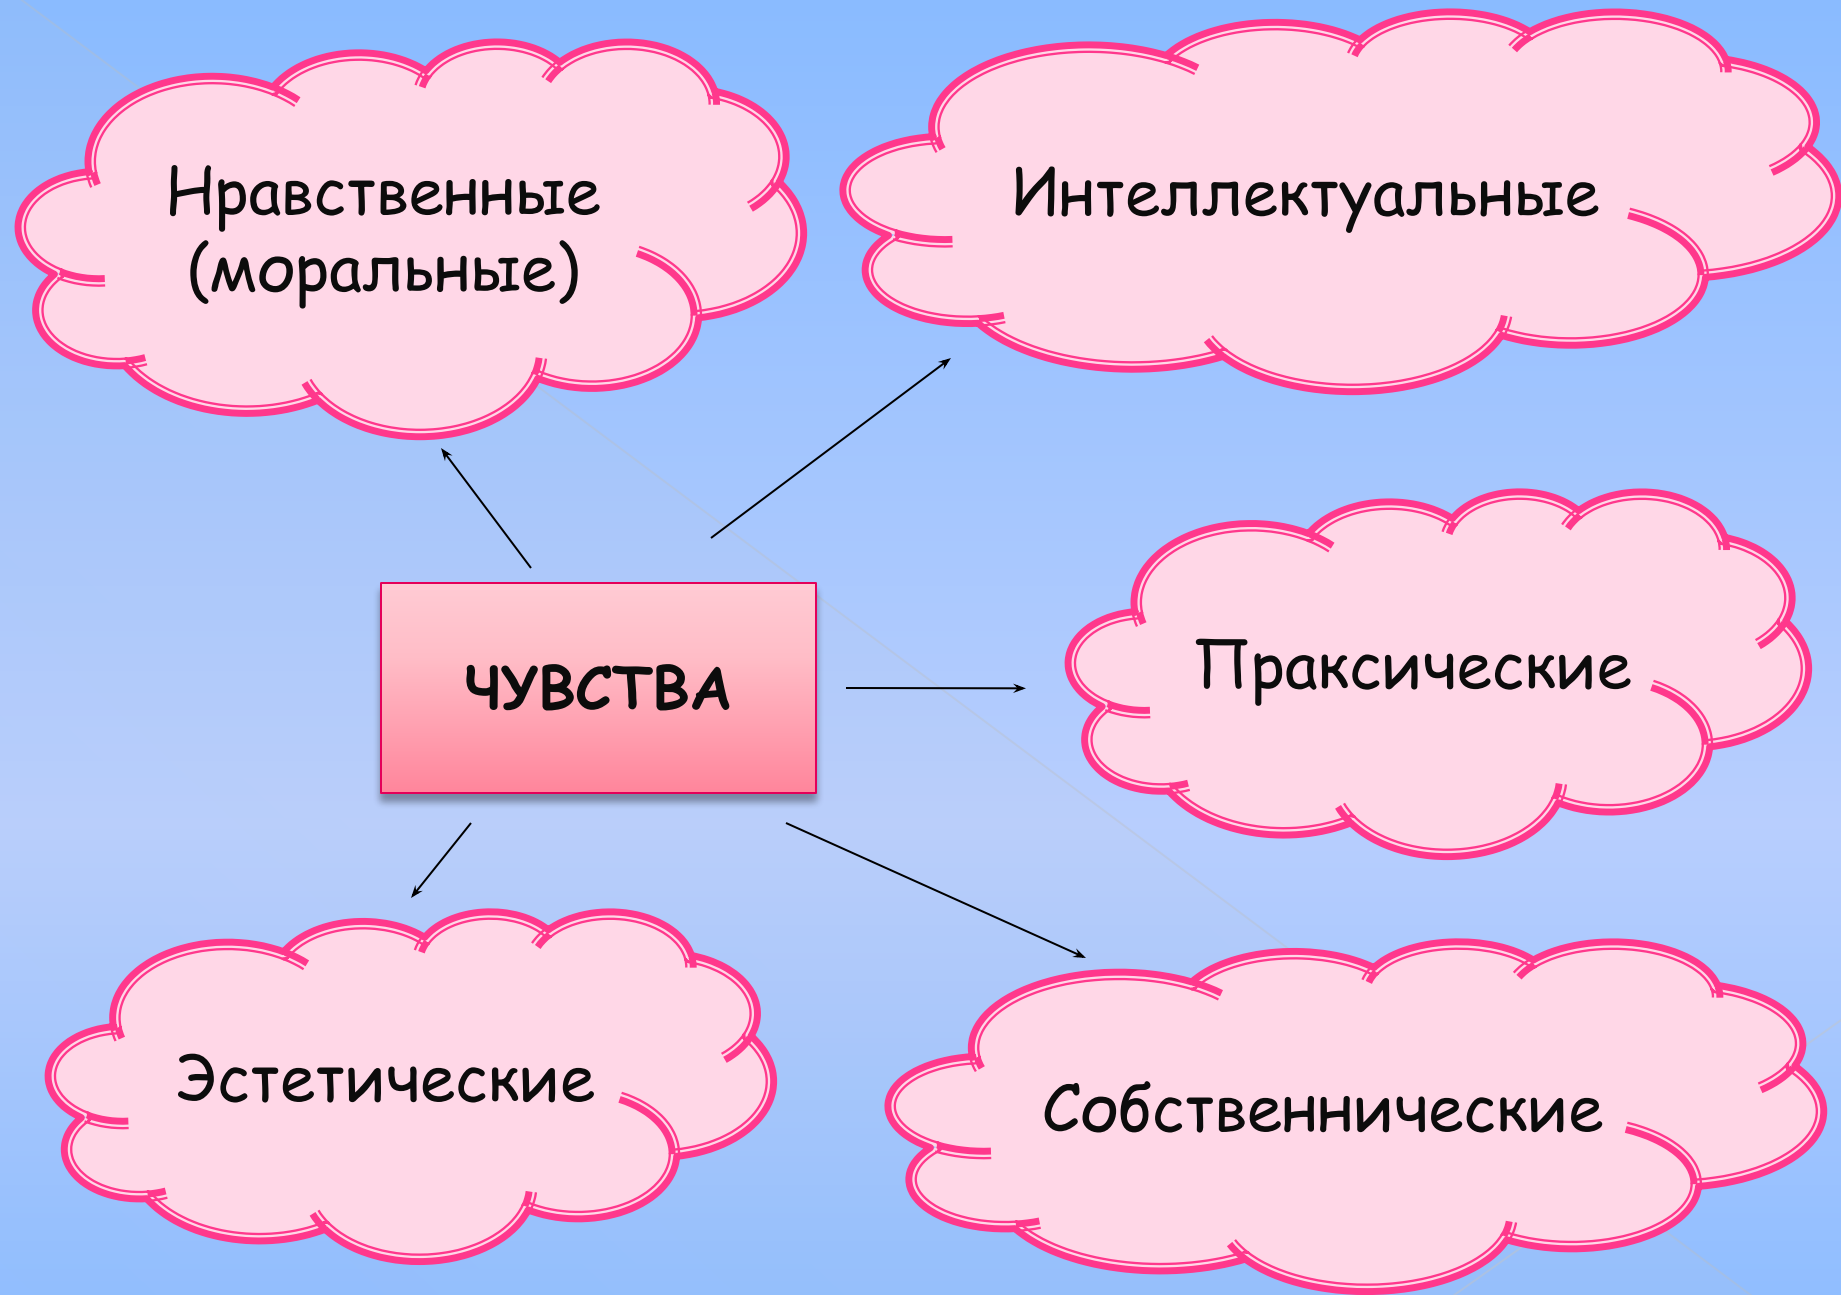 Нравственные
(моральные)
Интеллектуальные
Праксические
ЧУВСТВА
Эстетические
Собственнические